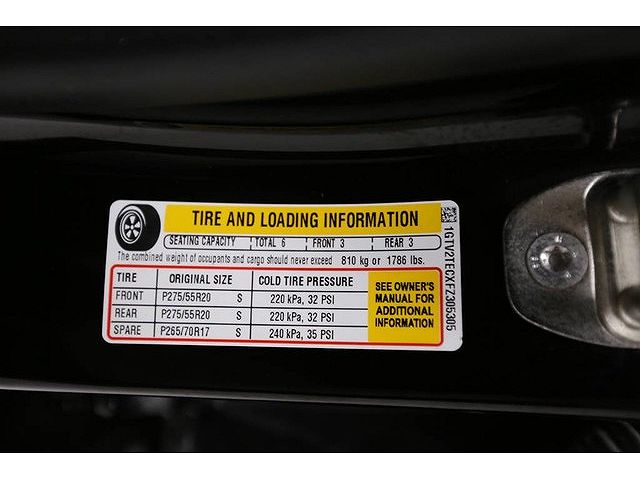 TIRE AND LOADING INFORMATION
SEATING CAPACITY TOTAL 6 FRONT 3 REAR 3
The combined weight of occupants and cargo should never exceed 810 kg or 1786 lbs.
TIRE ORIGINAL SIZE COLD TIRE PRESSURE
FRONT P275/55R20 S 220 kPa, 32 PSI
REAR P275/55R20 S 220 kPa, 32 PSI
SPARE P265/70R17 S 240 kPa, 35 PSI
SEE OWNER'S
MANUAL FOR
ADDITIONAL
INFORMATION
1GTV2TECXFZ305305